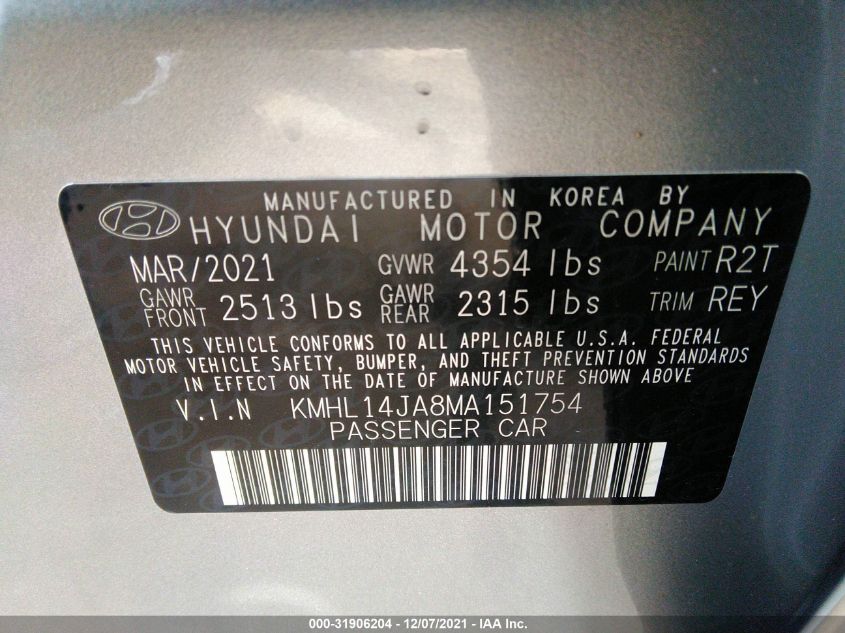 MANUFACTURED IN KOREA BY
HYUNDAI MOTOR COMPANY
MAR/2021 GVWR 4354 lbs PAINT R2T
GAWR FRONT 2513 lbs GAWR REAR 2315 lbs TRIM REY
THIS VEHICLE CONFORMS TO ALL APPLICABLE U.S.A. FEDERAL
MOTOR VEHICLE SAFETY, BUMPER, AND THEFT PREVENTION STANDARDS
IN EFFECT ON THE DATE OF MANUFACTURE SHOWN ABOVE
V.I.N KMHL14JA8MA151754
PASSENGER CAR
000-31906204 - 12/07/2021 - IAA Inc.